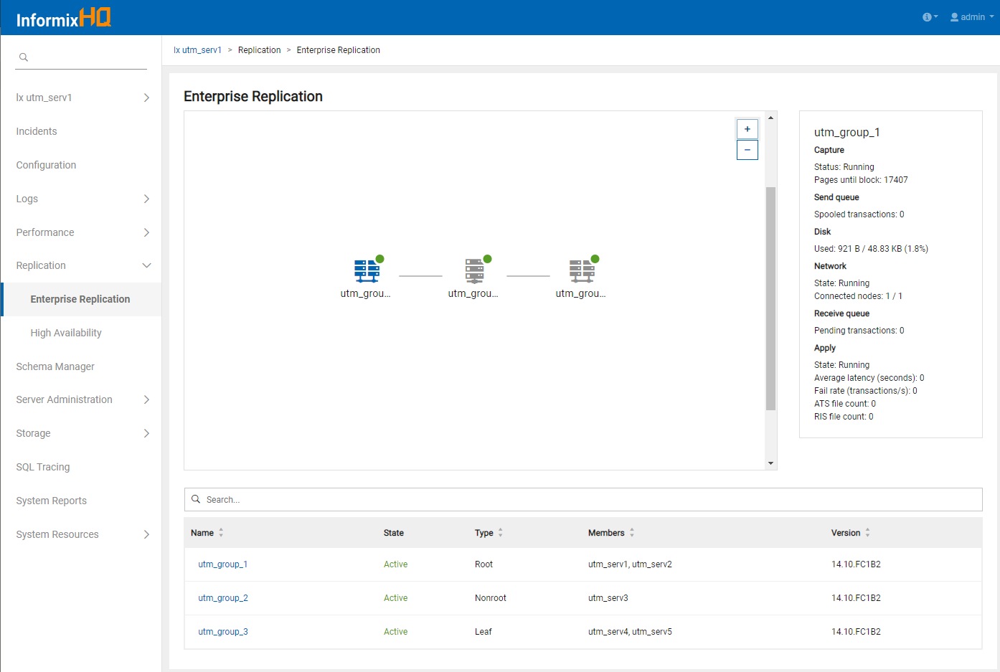 InformixHQ
admin
lx utm_serv1 > Replication > Enterprise Replication
lx utm_serv1
Incidents
Configuration
Logs
Performance
Replication
Enterprise Replication
High Availability
Schema Manager
Server Administration
Storage
SQL Tracing
System Reports
System Resources
Enterprise Replication
+
−
utm_grou...
utm_grou...
utm_grou...
utm_group_1
Capture
Status: Running
Pages until block: 17407
Send queue
Spooled transactions: 0
Disk
Used: 921 B / 48.83 KB (1.8%)
Network
State: Running
Connected nodes: 1 / 1
Receive queue
Pending transactions: 0
Apply
State: Running
Average latency (seconds): 0
Fail rate (transactions/s): 0
ATS file count: 0
RIS file count: 0
Search...
Name State Type Members Version
utm_group_1 Active Root utm_serv1, utm_serv2 14.10.FC1B2
utm_group_2 Active Nonroot utm_serv3 14.10.FC1B2
utm_group_3 Active Leaf utm_serv4, utm_serv5 14.10.FC1B2